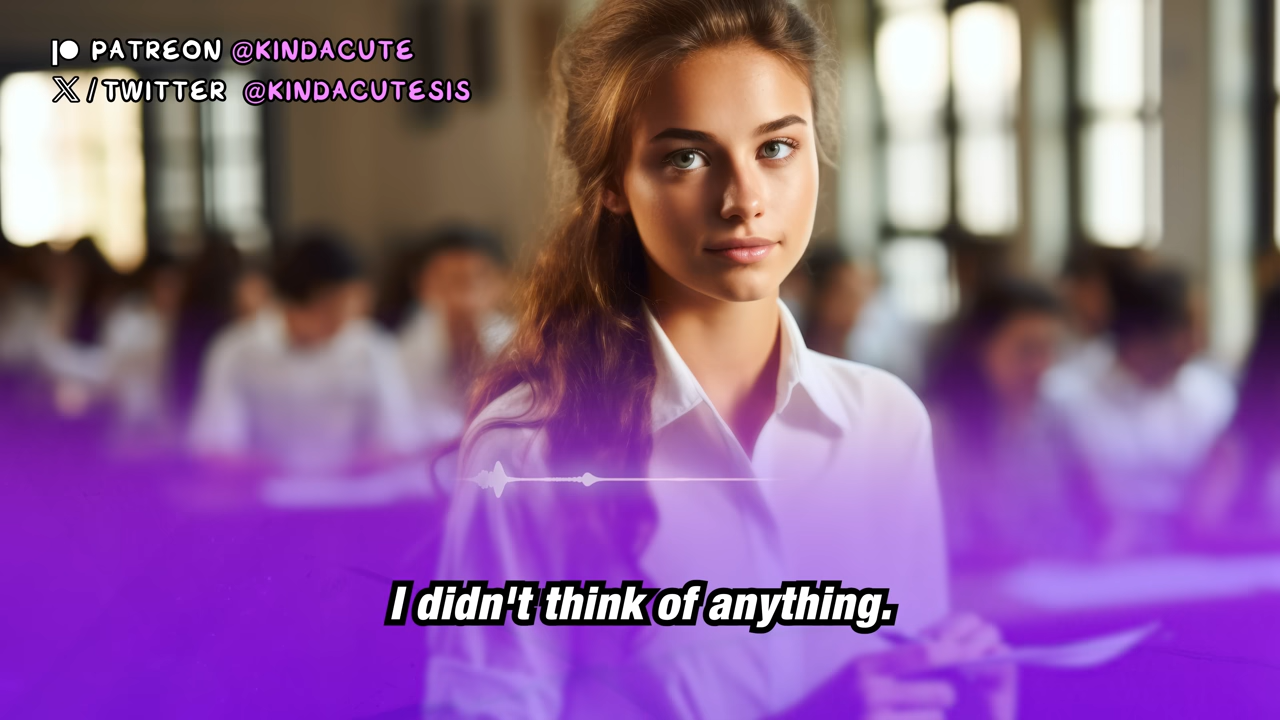 PATREON @KINDACUTE
X / TWITTER @KINDACUTESIS
I didn't think of anything.